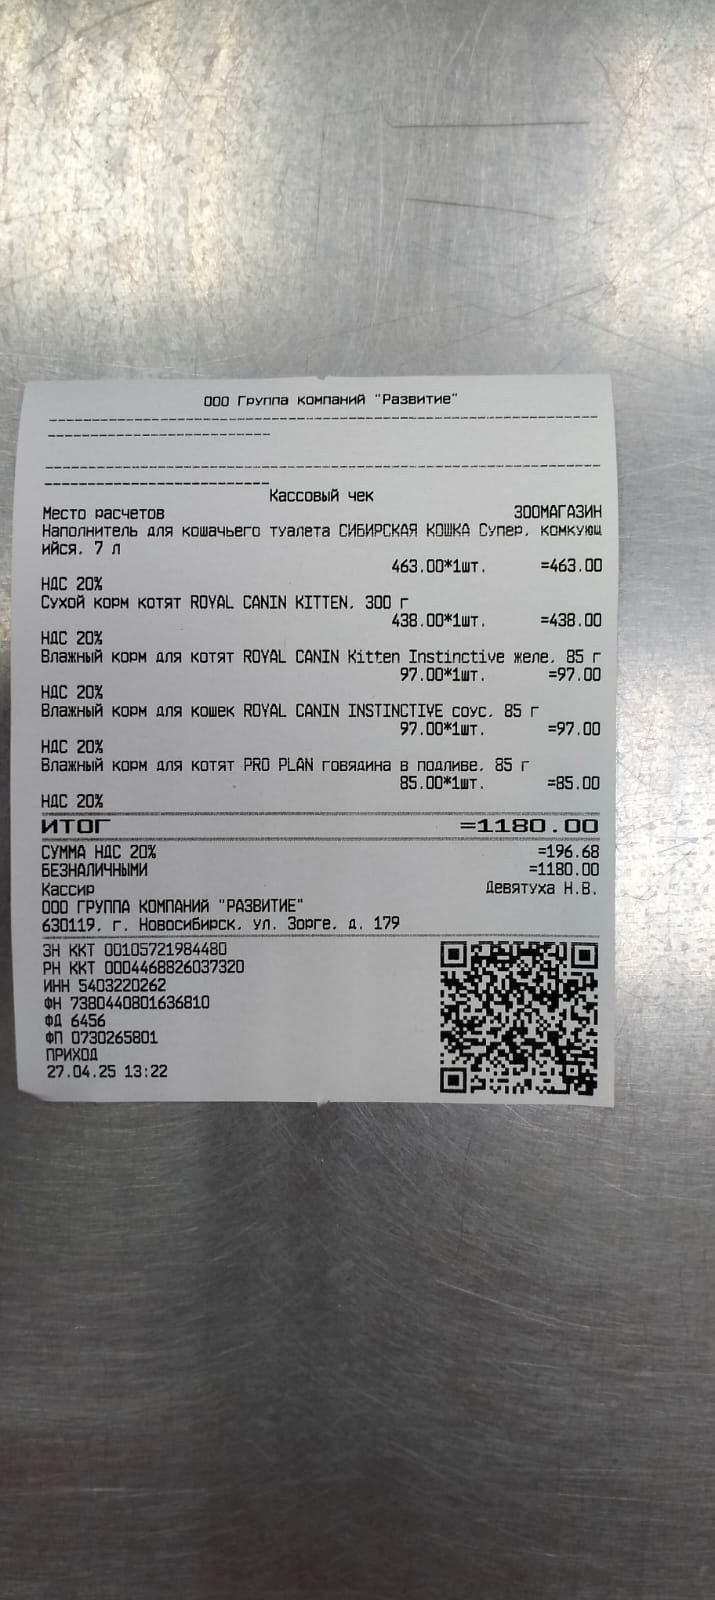 ООО Группа компаний "Развитие"
Кассовый чек
Место расчетов ЗООМАГАЗИН
Наполнитель для кошачьего туалета СИБИРСКАЯ КОШКА Супер, комкующ
ийся, 7 л
463.00*1шт. =463.00
НДС 20%
Сухой корм котят ROYAL CANIN KITTEN, 300 г
438.00*1шт. =438.00
НДС 20%
Влажный корм для котят ROYAL CANIN Kitten Instinctive желе, 85 г
97.00*1шт. =97.00
НДС 20%
Влажный корм для кошек ROYAL CANIN INSTINCTIVE соус, 85 г
97.00*1шт. =97.00
НДС 20%
Влажный корм для котят PRO PLAN говядина в подливе, 85 г
85.00*1шт. =85.00
НДС 20%
ИТОГ =1180.00
СУММА НДС 20% =196.68
БЕЗНАЛИЧНЫМИ =1180.00
Кассир Девятуха Н.В.
ООО ГРУППА КОМПАНИЙ "РАЗВИТИЕ"
630119, г. Новосибирск, ул. Зорге, д. 179
ЗН ККТ 00105721984480
РН ККТ 0004468826037320
ИНН 5403220262
ФН 7380440801636810
ФД 6456
ФП 0730265801
ПРИХОД
27.04.25 13:22